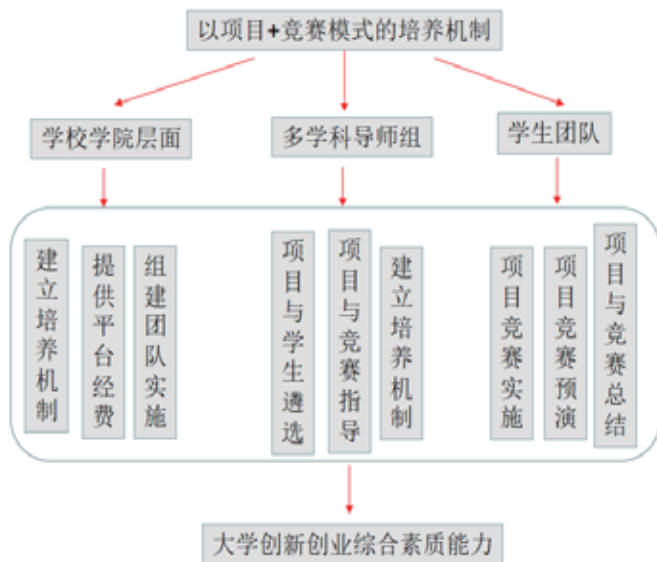 以项目+竞赛模式的培养机制
学校学院层面
多学科导师组
学生团队
建立培养机制
提供平台经费
组建团队实施
项目与学生遴选
项目与竞赛指导
建立培养机制
项目竞赛实施
项目竞赛预演
项目与竞赛总结
大学创新创业综合素质能力